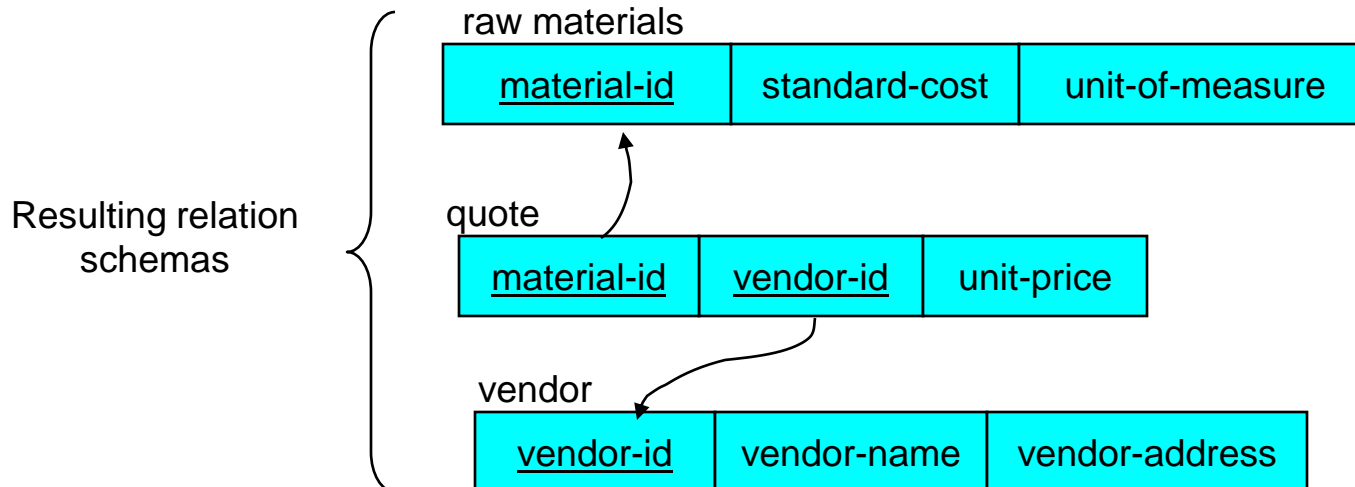 raw materials
material-id standard-cost unit-of-measure
Resulting relation
schemas
quote
material-id vendor-id unit-price
vendor
vendor-id vendor-name vendor-address